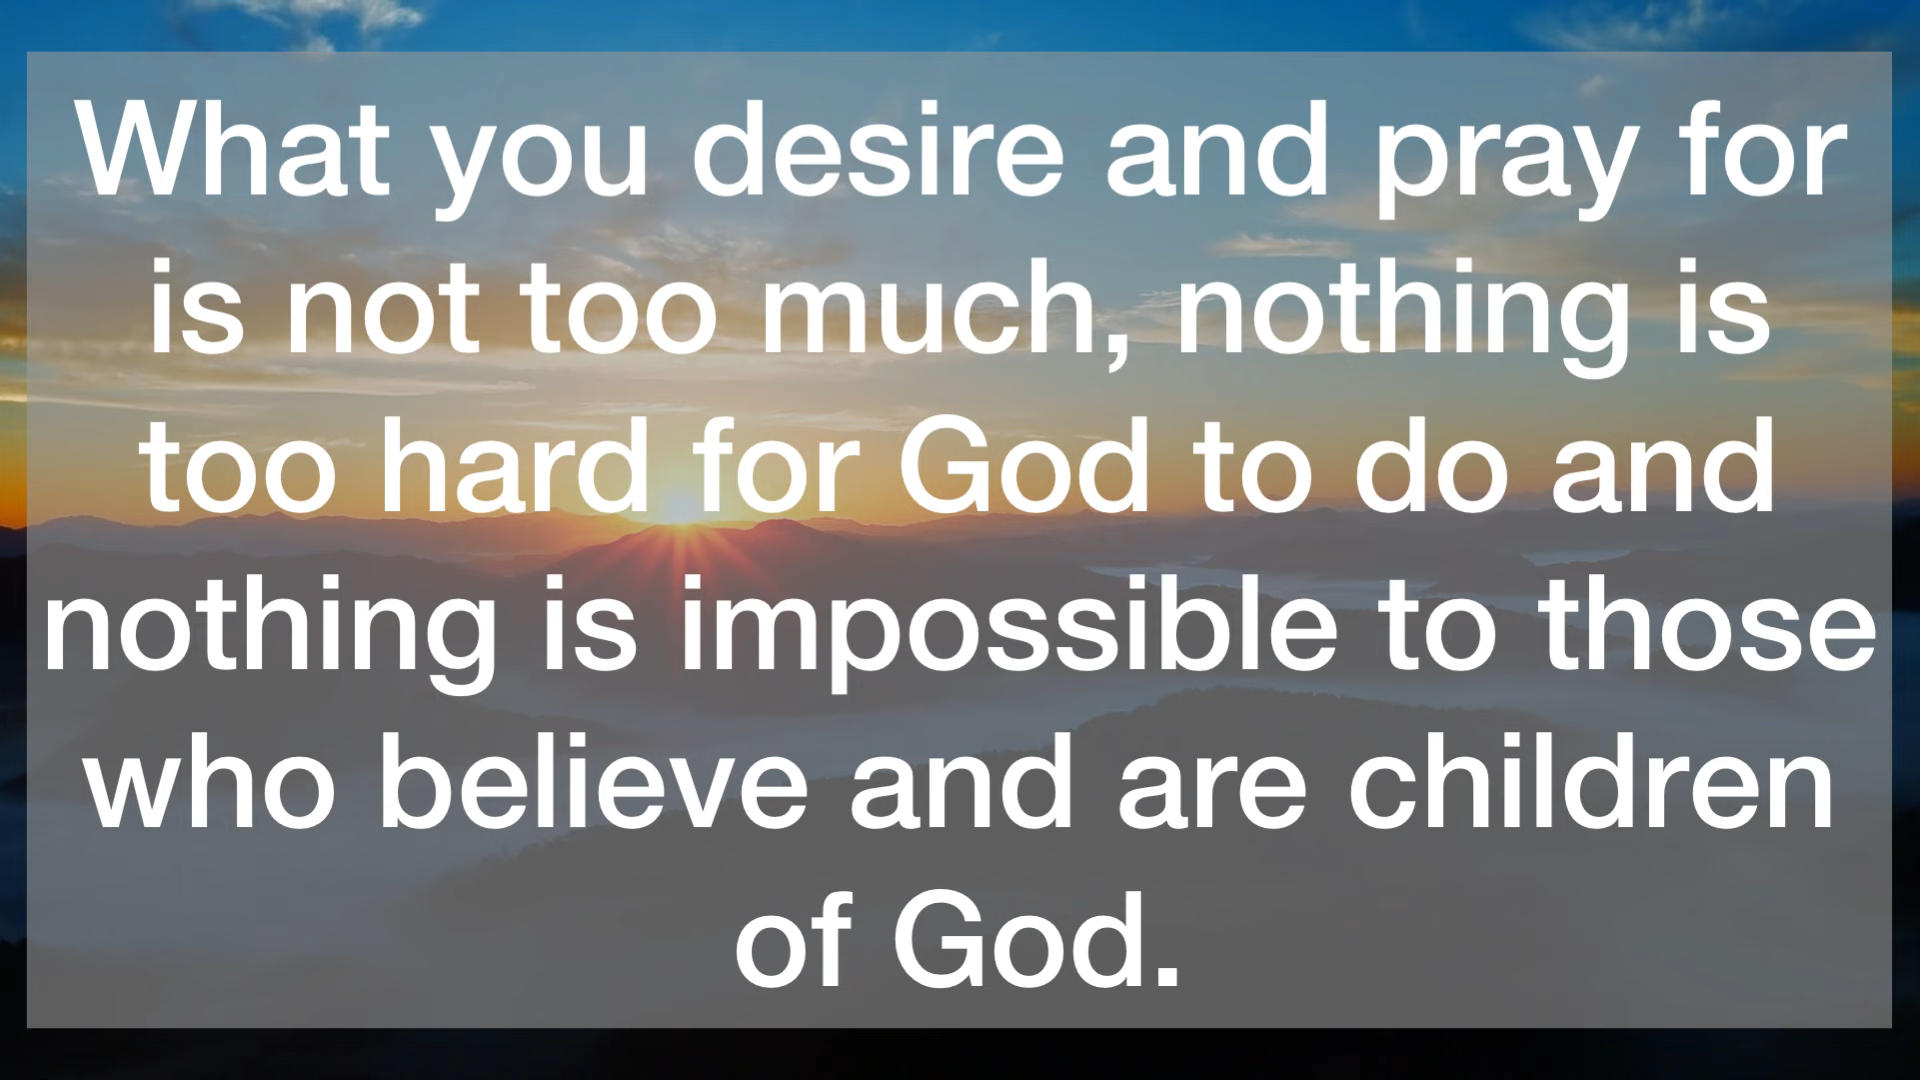 What you desire and pray for
is not too much, nothing is
too hard for God to do and
nothing is impossible to those
who believe and are children
of God.